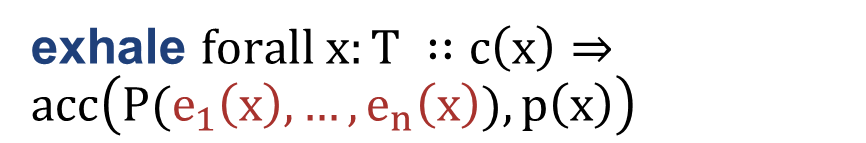 exhale forall x: T :: c(x) ⇒
acc(P(e₁(x), … , eₙ(x)), p(x))